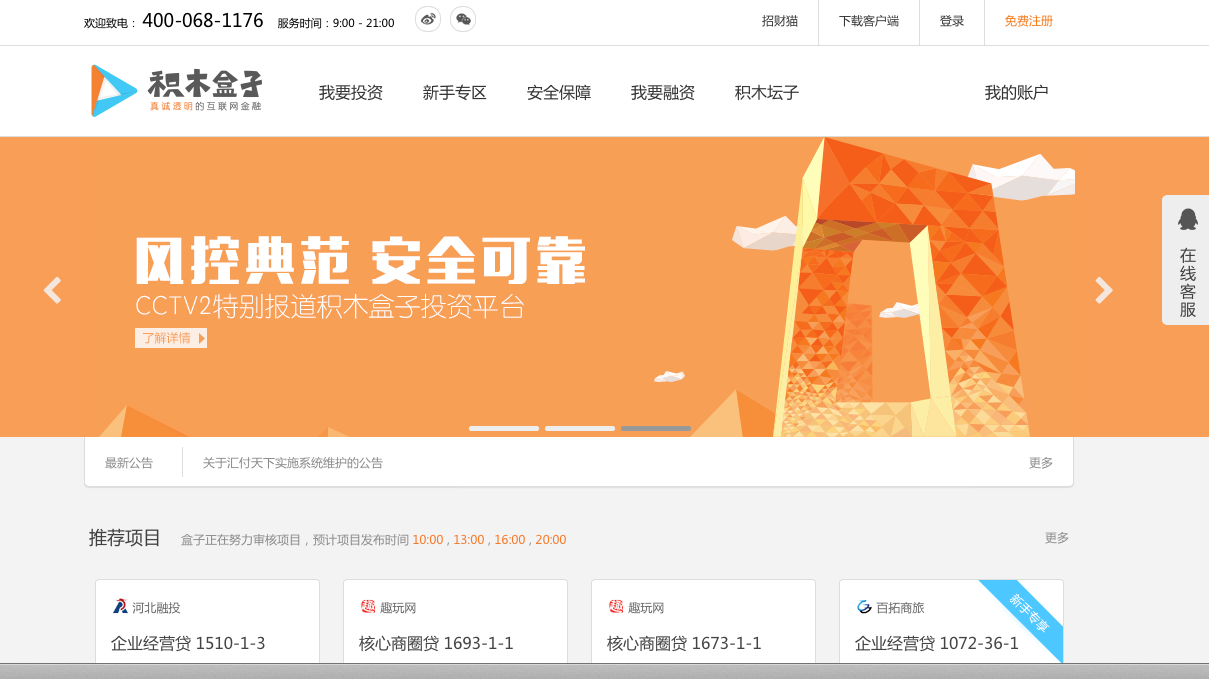 欢迎致电： 400-068-1176 服务时间：9:00 - 21:00 招财猫 下载客户端 登录 免费注册
积木盒子
真诚透明的互联网金融
我要投资 新手专区 安全保障 我要融资 积木坛子 我的账户
风控典范 安全可靠
CCTV2特别报道积木盒子投资平台
了解详情
在线客服
最新公告 关于汇付天下实施系统维护的公告 更多
推荐项目 盒子正在努力审核项目，预计项目发布时间 10:00 , 13:00 , 16:00 , 20:00 更多
河北融投
企业经营贷 1510-1-3
趣玩网
核心商圈贷 1693-1-1
趣玩网
核心商圈贷 1673-1-1
百拓商旅
企业经营贷 1072-36-1
新手专享